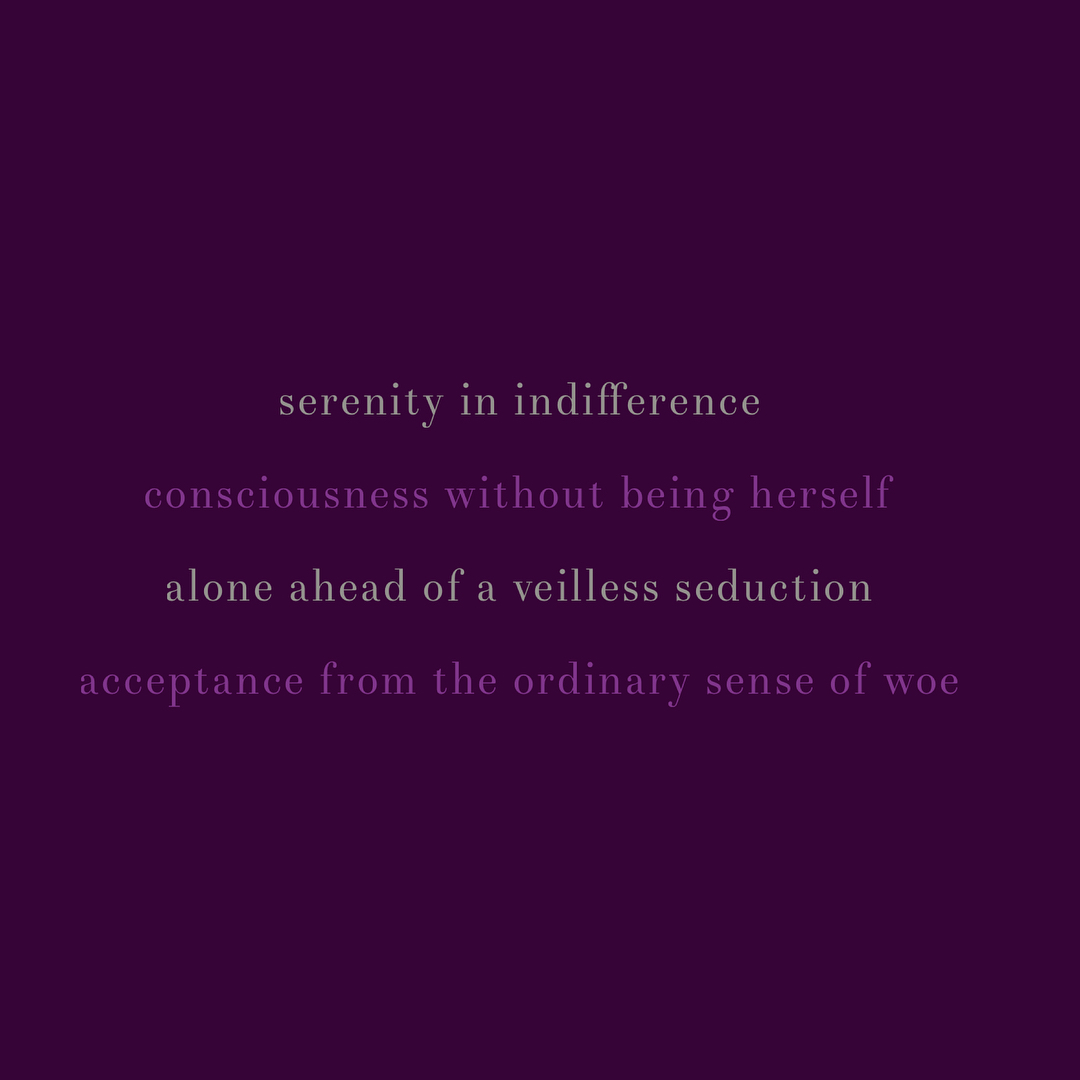 serenity in indifference
consciousness without being herself
alone ahead of a veilless seduction
acceptance from the ordinary sense of woe